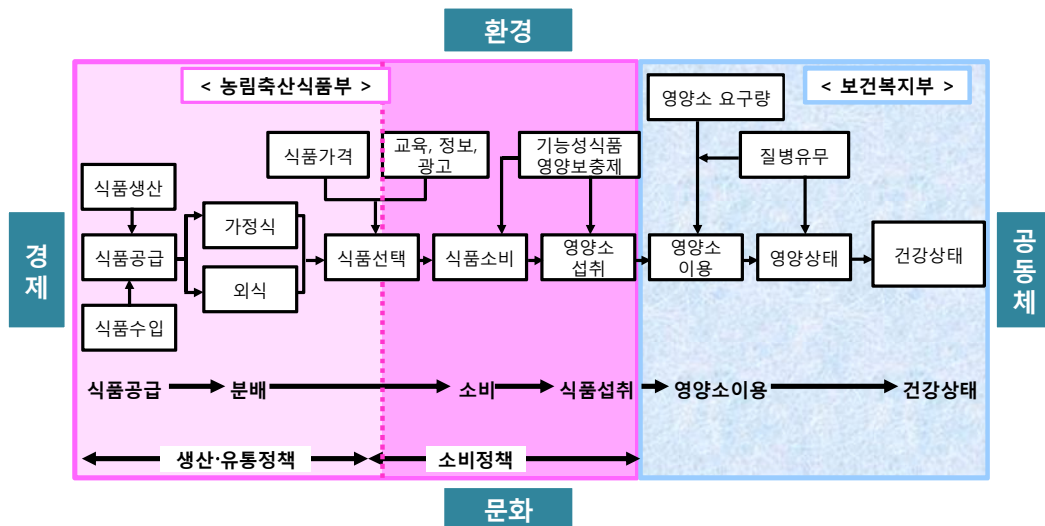 환경
< 농림축산식품부 >
< 보건복지부 >
영양소 요구량
식품가격
교육, 정보,
광고
기능성식품
영양보충제
질병유무
식품생산
가정식
경
제
식품공급
식품선택
식품소비
영양소
섭취
영양소
이용
영양상태
건강상태
공
동
체
외식
식품수입
식품공급
분배
소비
식품섭취
영양소이용
건강상태
생산·유통정책
소비정책
문화